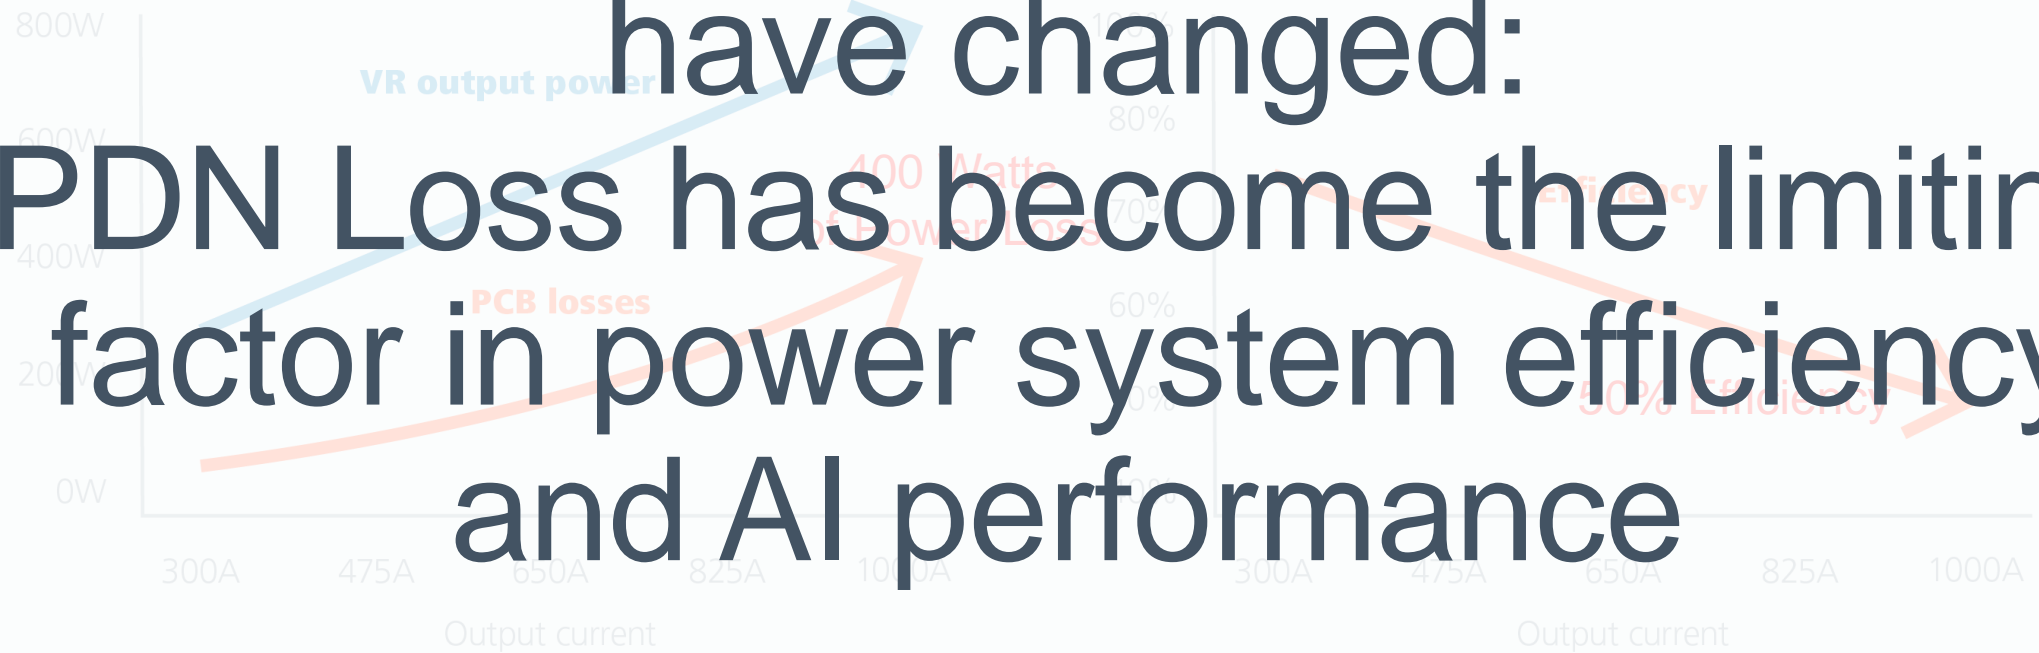 have changed:
PDN Loss has become the limitin
factor in power system efficiency
and AI performance
800W
600W
400W
200W
0W
VR output power
PCB losses
400 Watts
of Power Loss
300A 475A 650A 825A 1000A
Output current
100%
80%
70%
60%
40%
Efficiency
50% Efficiency
300A 475A 650A 825A 1000A
Output current